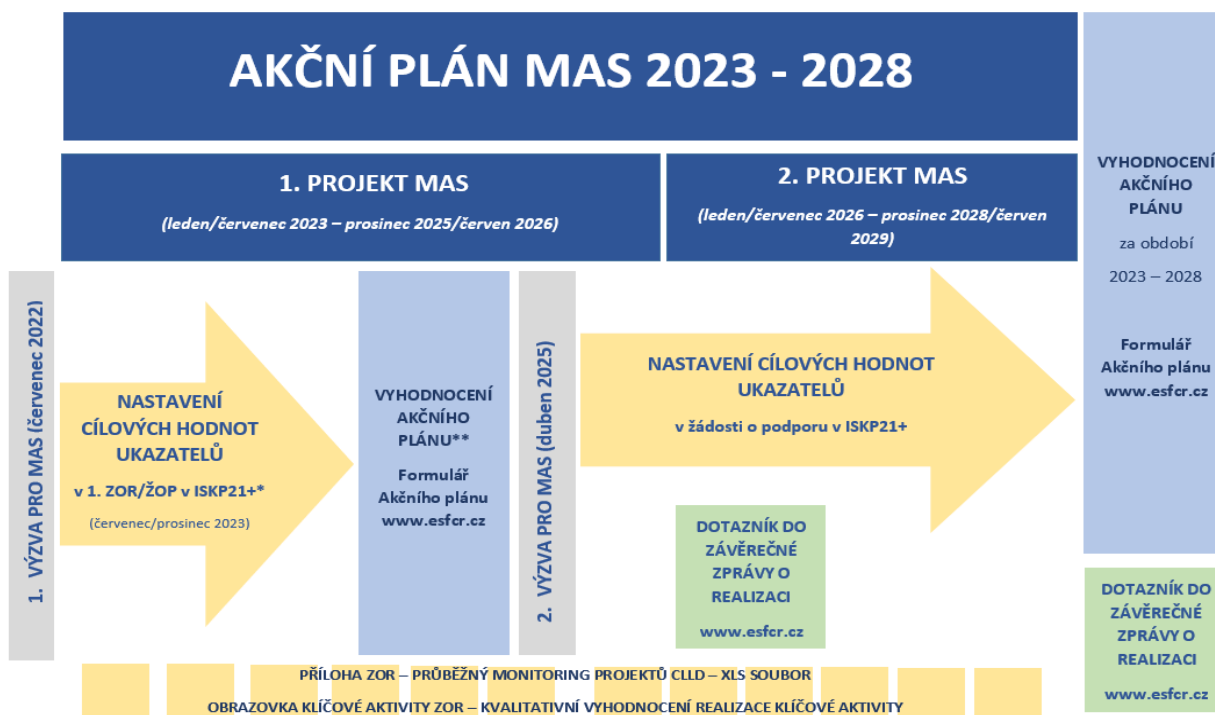 AKČNÍ PLÁN MAS 2023 - 2028
1. PROJEKT MAS
(leden/červenec 2023 – prosinec 2025/červen 2026)
2. PROJEKT MAS
(leden/červenec 2026 – prosinec 2028/červen
2029)
VYHODNOCENÍ
AKČNÍHO
PLÁNU
za období
2023 – 2028
Formulář
Akčního plánu
www.esfcr.cz
1. VÝZVA PRO MAS (červenec 2022)
NASTAVENÍ
CÍLOVÝCH HODNOT
UKAZATELŮ
v 1. ZOR/ŽOP v ISKP21+*
(červenec/prosinec 2023)
VYHODNOCENÍ
AKČNÍHO
PLÁNU**
Formulář
Akčního plánu
www.esfcr.cz
2. VÝZVA PRO MAS (duben 2025)
NASTAVENÍ CÍLOVÝCH HODNOT
UKAZATELŮ
v žádosti o podporu v ISKP21+
DOTAZNÍK DO
ZÁVĚREČNÉ
ZPRÁVY O
REALIZACI
www.esfcr.cz
DOTAZNÍK DO
ZÁVĚREČNÉ
ZPRÁVY O
REALIZACI
www.esfcr.cz
PŘÍLOHA ZOR – PRŮBĚŽNÝ MONITORING PROJEKTŮ CLLD – XLS SOUBOR
OBRAZOVKA KLÍČOVÉ AKTIVITY ZOR – KVALITATIVNÍ VYHODNOCENÍ REALIZACE KLÍČOVÉ AKTIVITY